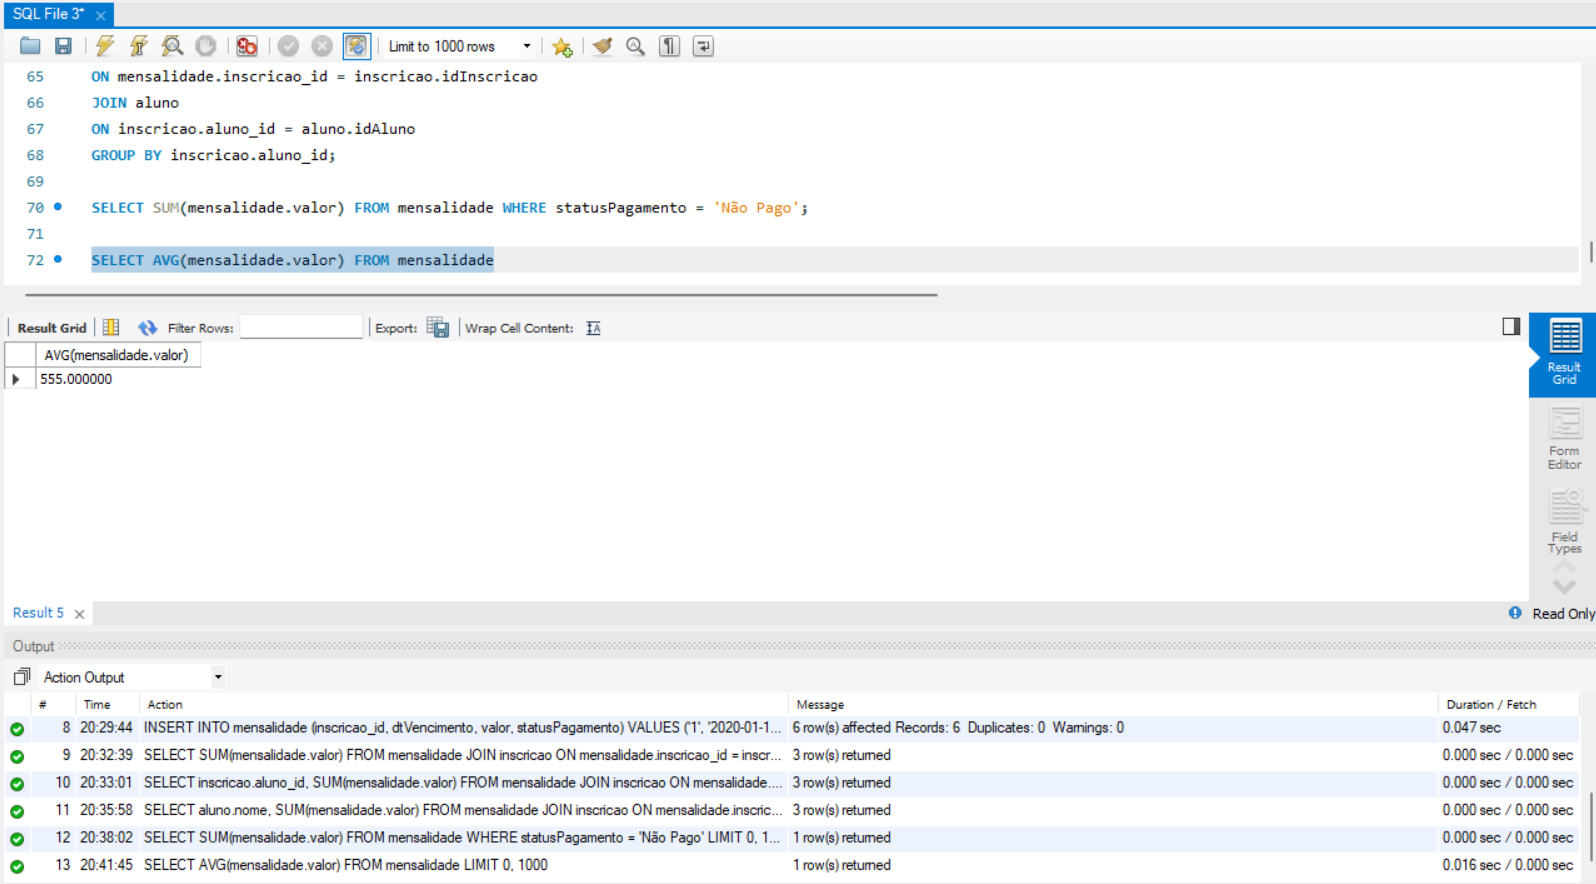 SQL File 3*
Limit to 1000 rows
65 ON mensalidade.inscricao_id = inscricao.idInscricao
66 JOIN aluno
67 ON inscricao.aluno_id = aluno.idAluno
68 GROUP BY inscricao.aluno_id;
69
70 SELECT SUM(mensalidade.valor) FROM mensalidade WHERE statusPagamento = 'Não Pago';
71
72 SELECT AVG(mensalidade.valor) FROM mensalidade
Result Grid Filter Rows: Export: Wrap Cell Content:
AVG(mensalidade.valor)
555.000000
Result
Grid
Form
Editor
Field
Types
Result 5 Read Only
Output
Action Output
# Time Action Message Duration / Fetch
8 20:29:44 INSERT INTO mensalidade (inscricao_id, dtVencimento, valor, statusPagamento) VALUES ('1', '2020-01-1... 6 row(s) affected Records: 6 Duplicates: 0 Warnings: 0 0.047 sec
9 20:32:39 SELECT SUM(mensalidade.valor) FROM mensalidade JOIN inscricao ON mensalidade.inscricao_id = inscr... 3 row(s) returned 0.000 sec / 0.000 sec
10 20:33:01 SELECT inscricao.aluno_id, SUM(mensalidade.valor) FROM mensalidade JOIN inscricao ON mensalidade.... 3 row(s) returned 0.000 sec / 0.000 sec
11 20:35:58 SELECT aluno.nome, SUM(mensalidade.valor) FROM mensalidade JOIN inscricao ON mensalidade.inscric... 3 row(s) returned 0.000 sec / 0.000 sec
12 20:38:02 SELECT SUM(mensalidade.valor) FROM mensalidade WHERE statusPagamento = 'Não Pago' LIMIT 0, 1... 1 row(s) returned 0.000 sec / 0.000 sec
13 20:41:45 SELECT AVG(mensalidade.valor) FROM mensalidade LIMIT 0, 1000 1 row(s) returned 0.016 sec / 0.000 sec